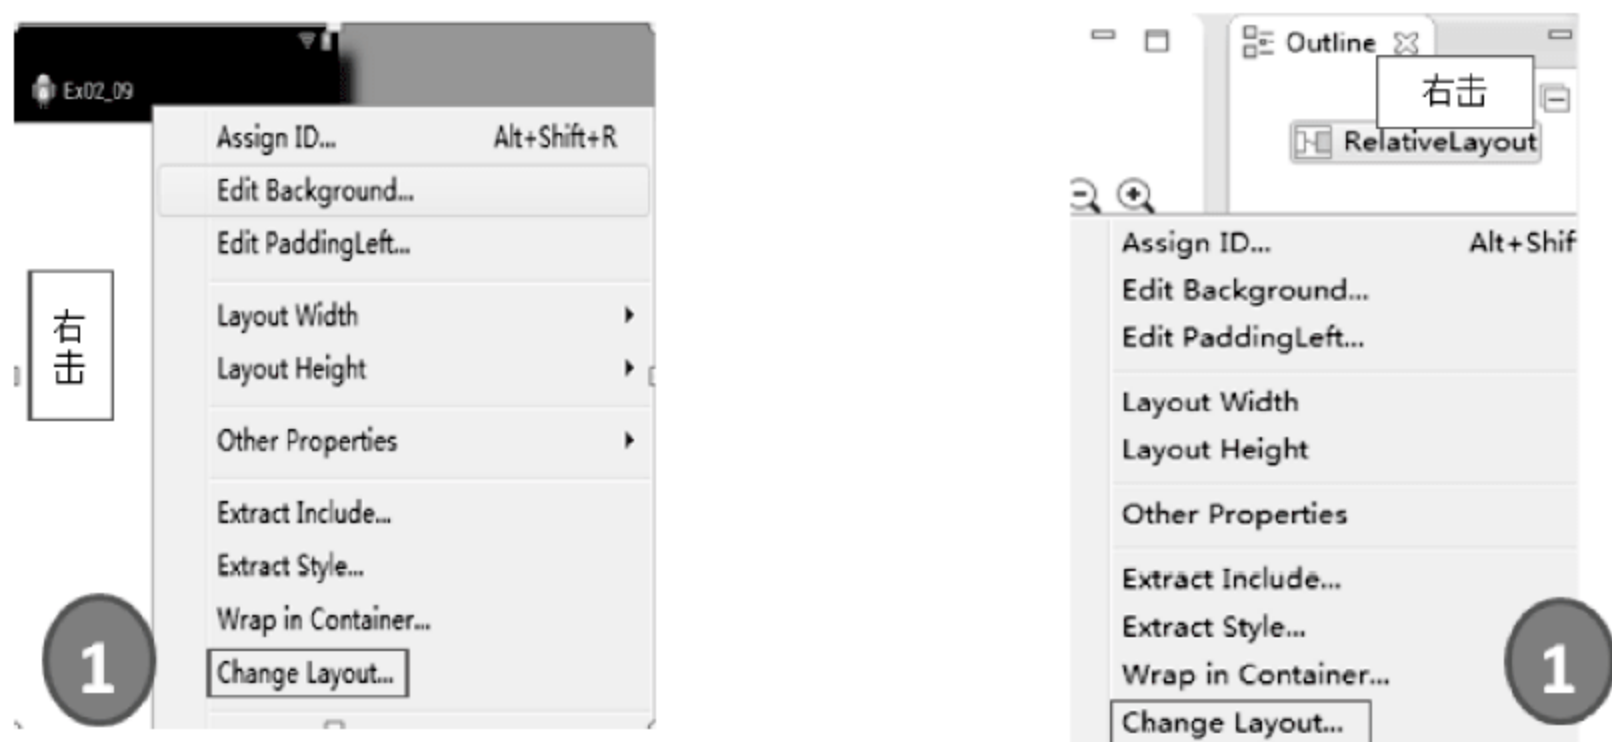 Ex02_09
Assign ID... Alt+Shift+R
Edit Background...
Edit PaddingLeft...
Layout Width
Layout Height
Other Properties
Extract Include...
Extract Style...
Wrap in Container...
Change Layout...
右
击
1
Outline
右击
RelativeLayout
Assign ID... Alt+Shif
Edit Background...
Edit PaddingLeft...
Layout Width
Layout Height
Other Properties
Extract Include...
Extract Style...
Wrap in Container...
Change Layout...
1